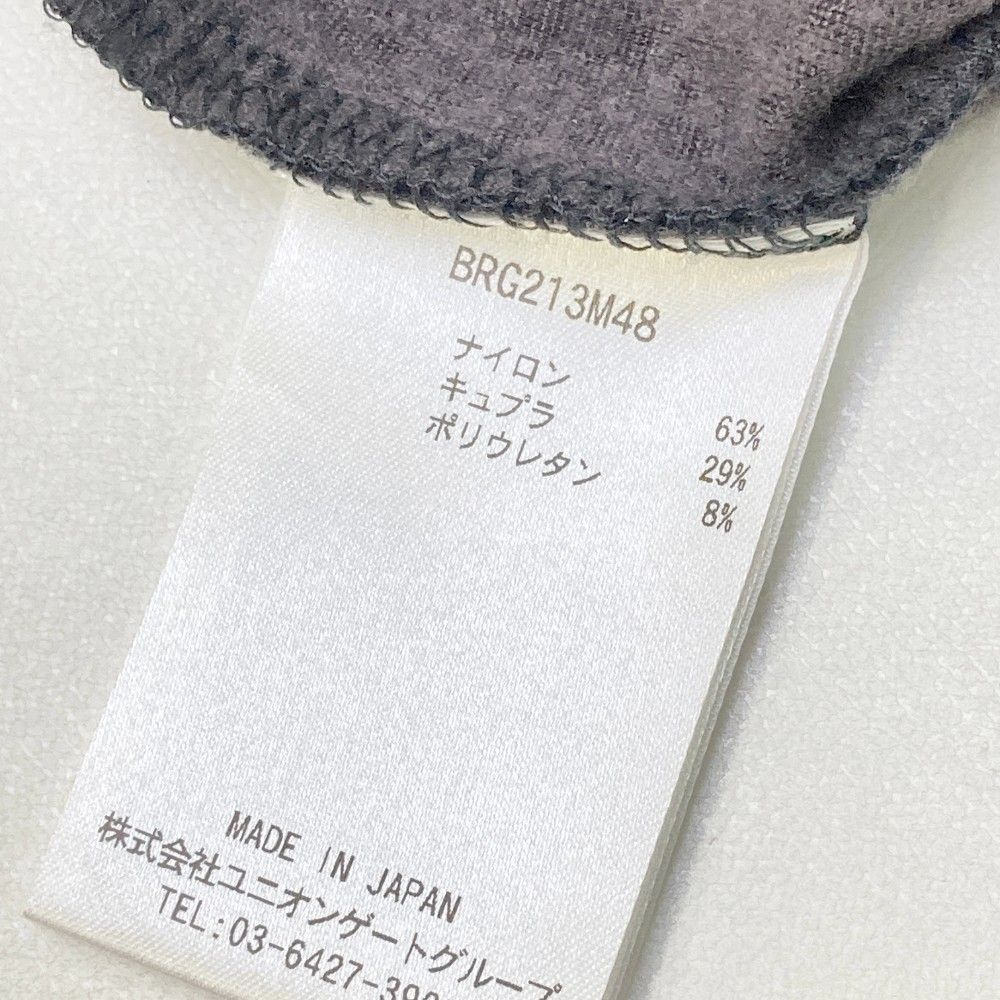 BRG213M48
ナイロン 63%
キュプラ 29%
ポリウレタン 8%
MADE IN JAPAN
株式会社ユニオンゲートグループ
TEL:03-6427-39